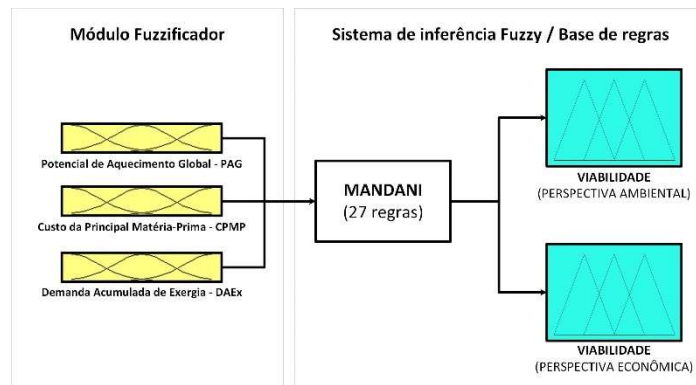 Módulo Fuzzificador
Potencial de Aquecimento Global - PAG
Custo da Principal Matéria-Prima - CPMP
Demanda Acumulada de Exergia - DAEx
Sistema de inferência Fuzzy / Base de regras
MANDANI
(27 regras)
VIABILIDADE
(PERSPECTIVA AMBIENTAL)
VIABILIDADE
(PERSPECTIVA ECONÔMICA)